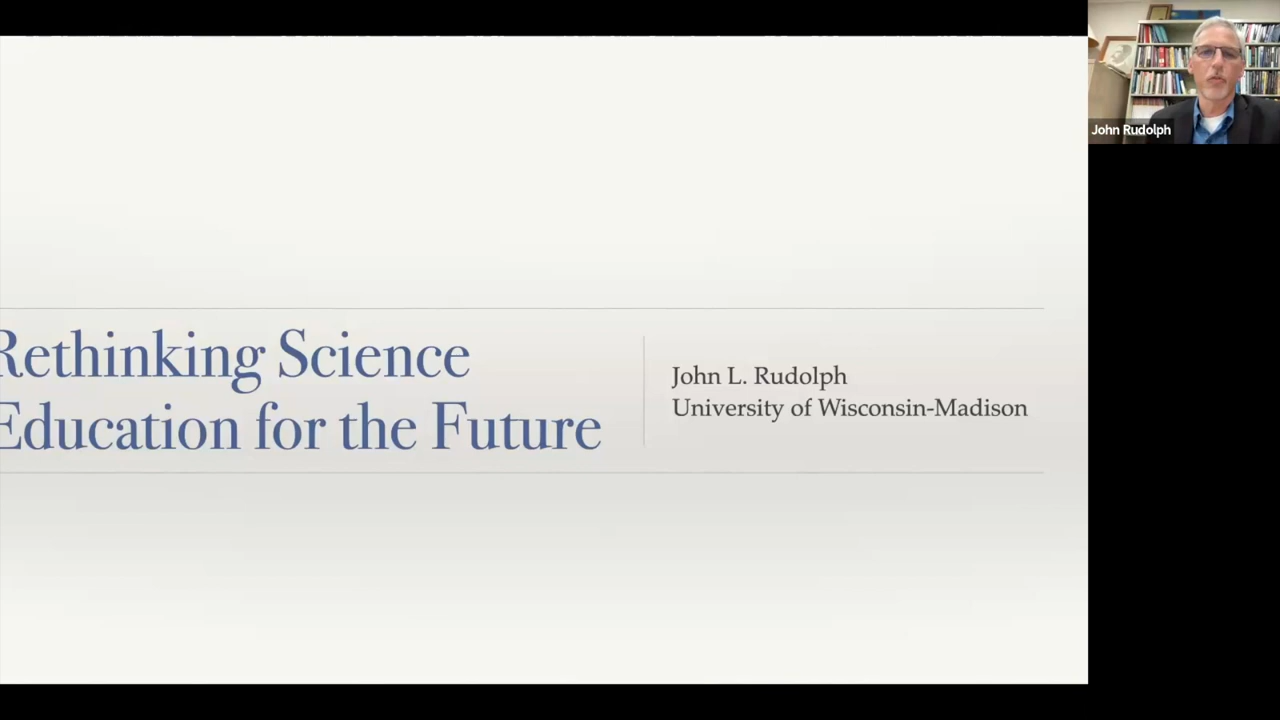 Rethinking Science
Education for the Future
John L. Rudolph
University of Wisconsin-Madison
John Rudolph